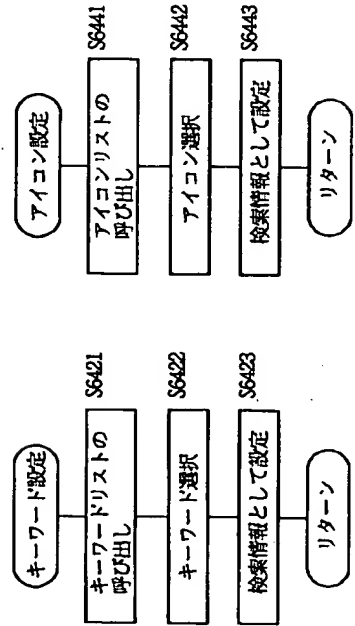 キーワード設定
S6421
キーワードリストの
呼び出し
S6422
キーワード選択
S6423
検索情報として設定
リターン
アイコン設定
S6441
アイコンリストの
呼び出し
S6442
アイコン選択
S6443
検索情報として設定
リターン